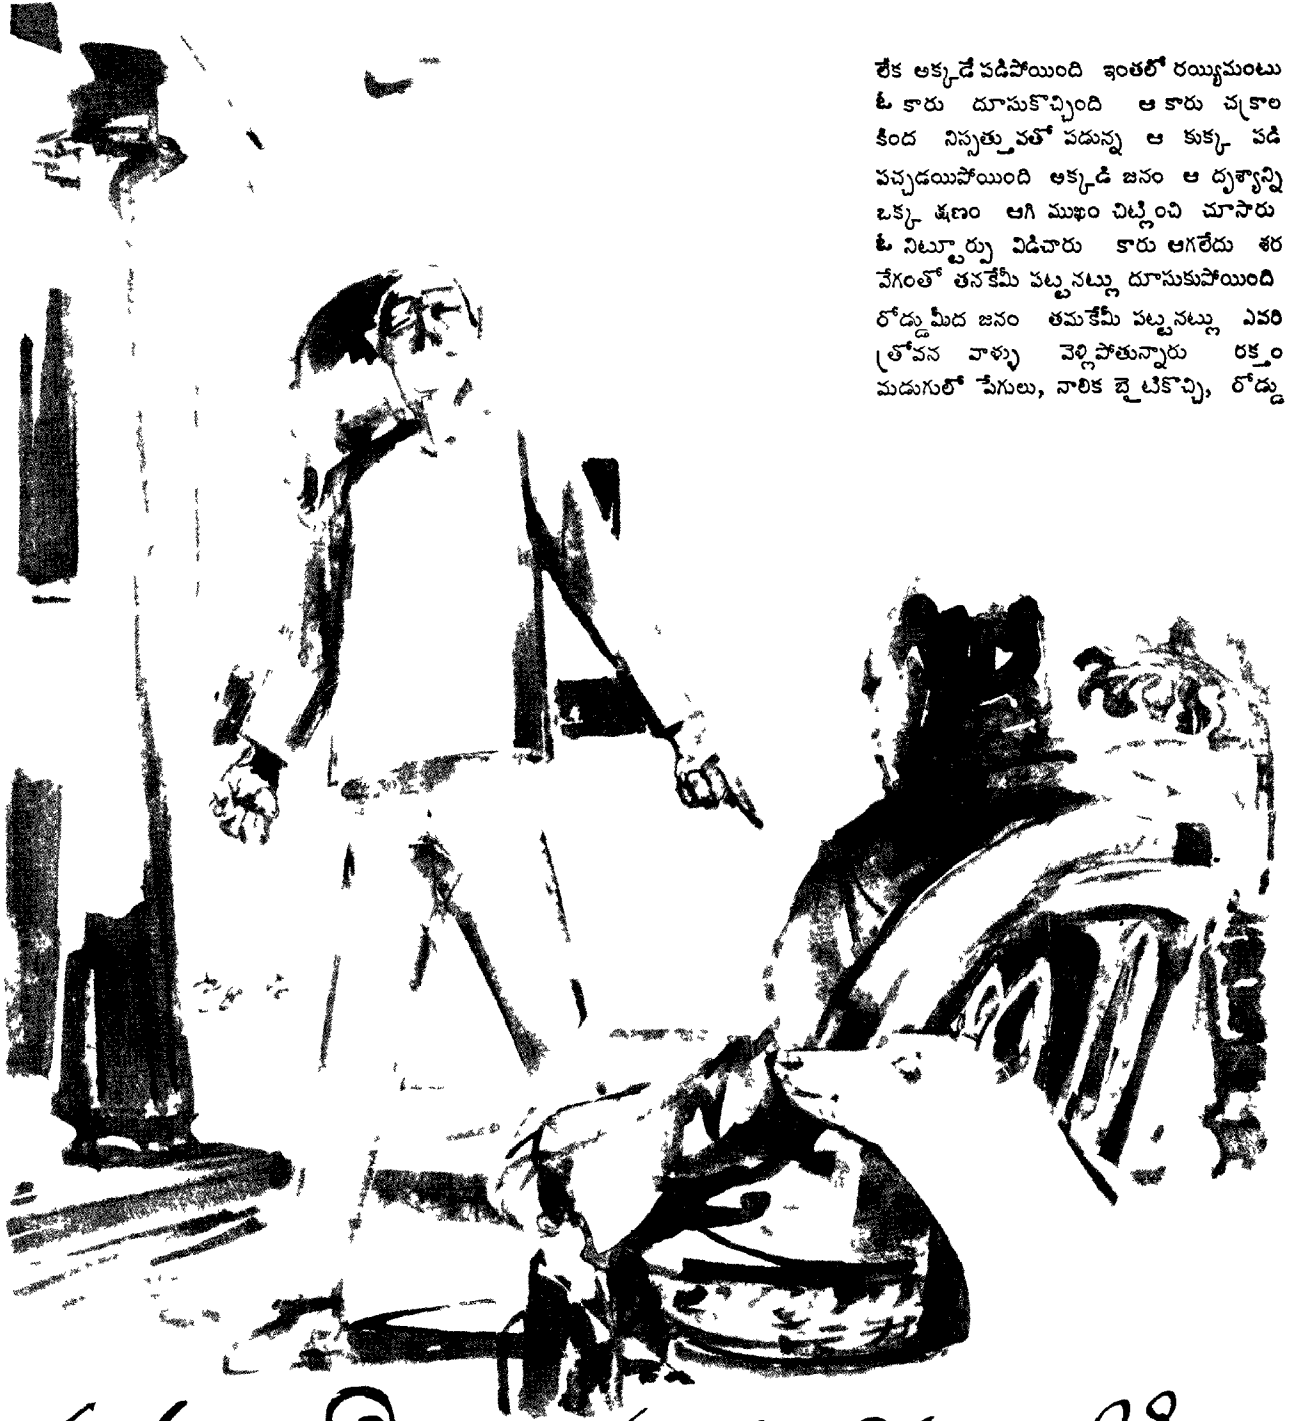 లేక అక్కడే పడిపోయింది ఇంతలో రయ్యిమంటు
ఓ కారు దూసుకొచ్చింది ఆ కారు చక్రాల
కింద నిస్సత్తువతో పడున్న ఆ కుక్క పడి
పచ్చడయిపోయింది అక్కడి జనం ఆ దృశ్యాన్ని
ఒక్క క్షణం ఆగి ముఖం చిట్లించి చూసారు
ఓ నిట్టూర్పు విడిచారు కారు ఆగలేదు శర
వేగంతో తనకేమీ పట్టనట్లు దూసుకుపోయింది
రోడ్డుమీద జనం తమకేమీ పట్టనట్లు ఎవరి
త్రోవన వాళ్ళు వెళ్లిపోతున్నారు రక్తం
మడుగులో పేగులు, నాలిక బైటికొచ్చి, రోడ్డు